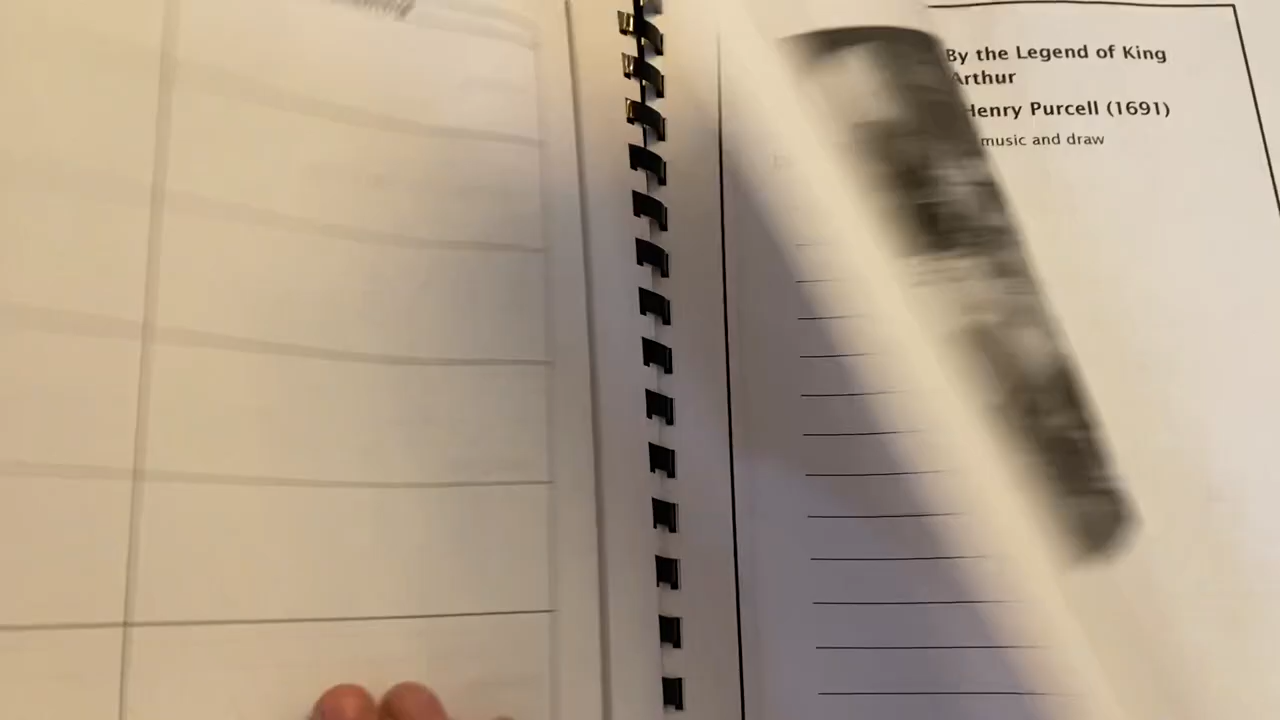 By the Legend of King
Arthur
Henry Purcell (1691)
music and draw